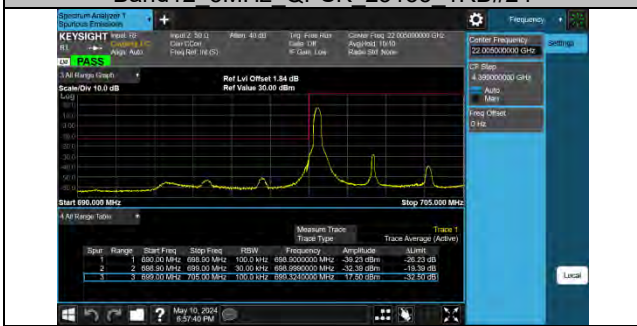 Spectrum Analyzer 1
Spurious Emissions
Frequency
KEYSIGHT Input: RF
Input Z: 50 Ω
Atten: 40 dB
Trig: Free Run
Center Freq: 22.005000000 GHz
Corr CCorr
Gate: Off
Avg|Hold: 10/10
Align: Auto
Freq Ref: Int (S)
IF Gain: Low
Radio Std: None
PASS
Center Frequency
22.005000000 GHz
Settings
CF Step
4.399000000 GHz
Auto
Man
Freq Offset
0 Hz
3 All Range Graph
Ref Lvl Offset 1.84 dB
Scale/Div 10.0 dB
Ref Value 30.00 dBm
Log
Start 690.000 MHz
Stop 705.000 MHz
4 All Range Table
Measure Trace
Trace 1
Trace Type
Trace Average (Active)
Spur Range Start Freq Stop Freq RBW Frequency Amplitude ΔLimit
1 1 690.00 MHz 698.90 MHz 100.0 kHz 698.9000000 MHz -39.23 dBm -26.23 dB
2 2 698.90 MHz 699.00 MHz 30.00 kHz 698.9990000 MHz -32.39 dBm -19.39 dB
3 3 699.00 MHz 705.00 MHz 100.0 kHz 699.3240000 MHz 17.50 dBm -32.50 dB
Local
May 10, 2024
6:57:40 PM